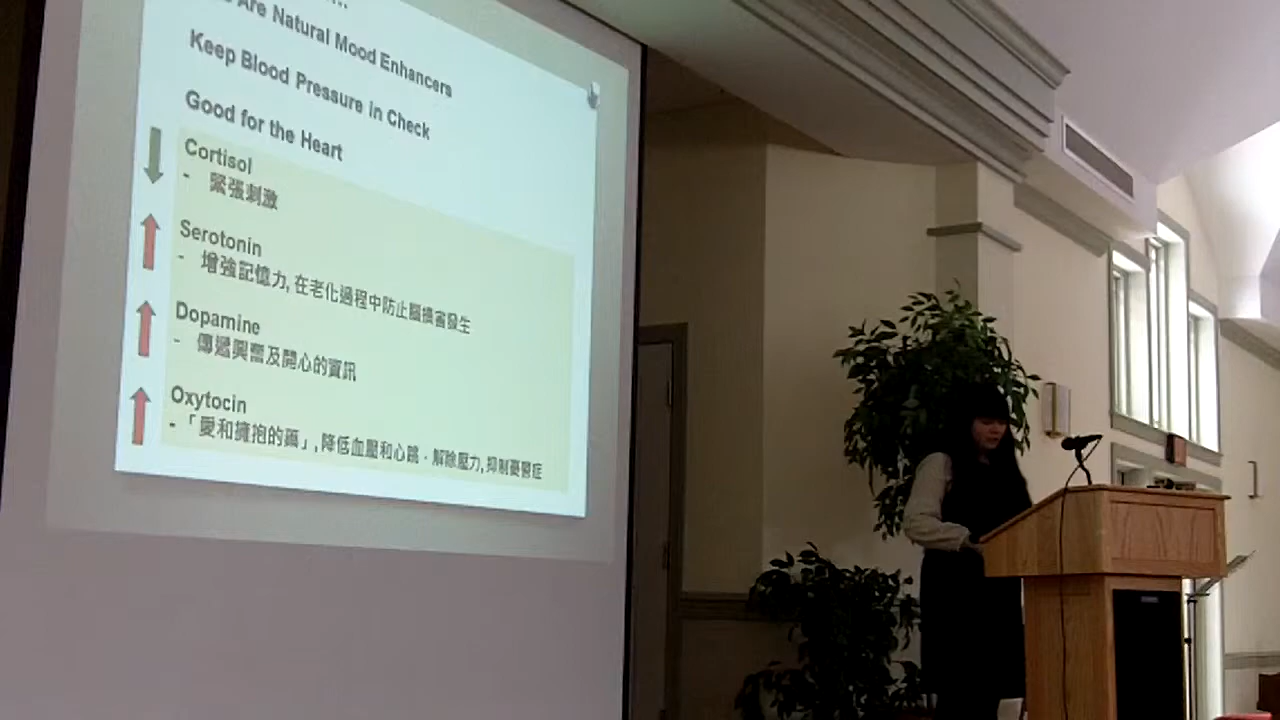 Are Natural Mood Enhancers
Keep Blood Pressure in Check
Good for the Heart
Cortisol
- 緊張刺激
Serotonin
- 增強記憶力, 在老化過程中防止腦損害發生
Dopamine
- 傳遞興奮及開心的資訊
Oxytocin
-「愛和擁抱的藥」, 降低血壓和心跳﹐解除壓力, 抑制憂鬱症